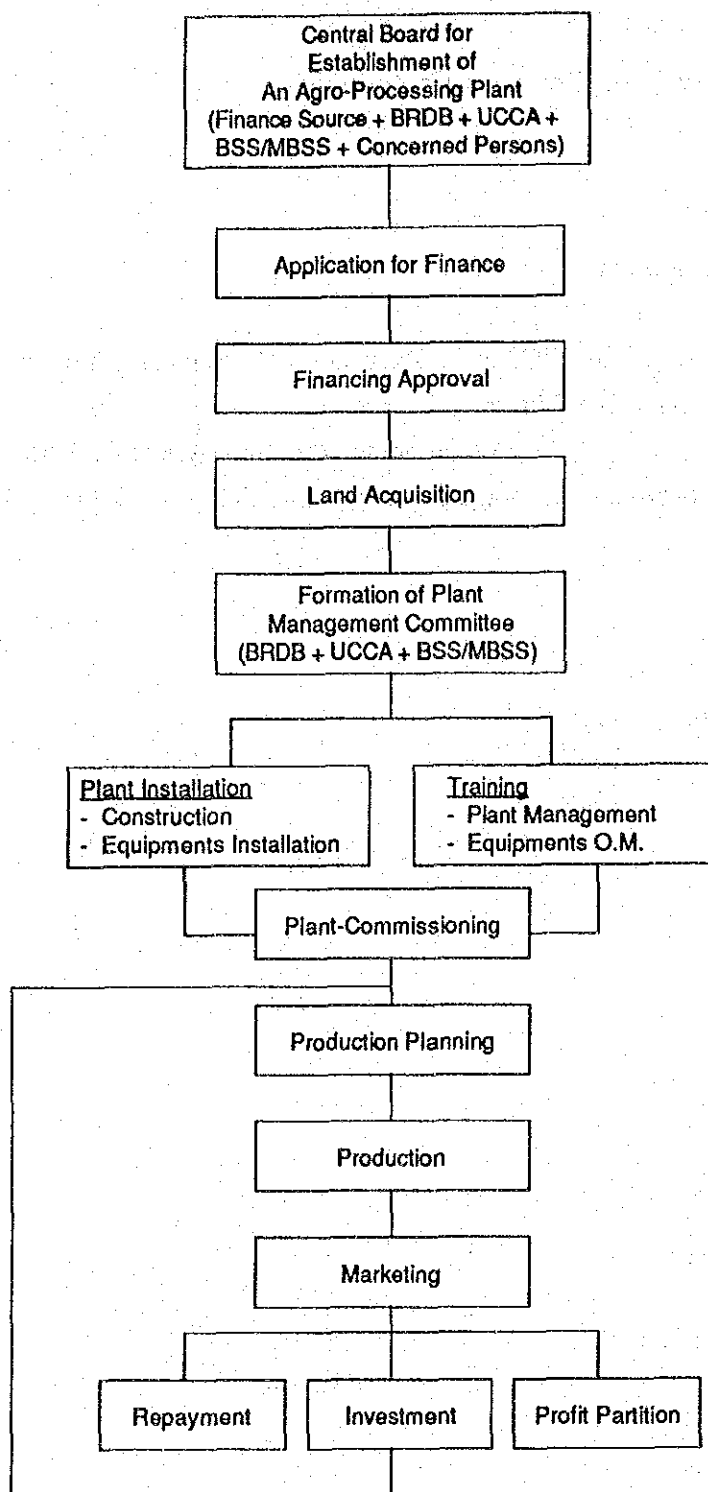 Central Board for
Establishment of
An Agro-Processing Plant
(Finance Source + BRDB + UCCA +
BSS/MBSS + Concerned Persons)
Application for Finance
Financing Approval
Land Acquisition
Formation of Plant
Management Committee
(BRDB + UCCA + BSS/MBSS)
Plant Installation
- Construction
- Equipments Installation
Training
- Plant Management
- Equipments O.M.
Plant-Commissioning
Production Planning
Production
Marketing
Repayment
Investment
Profit Partition